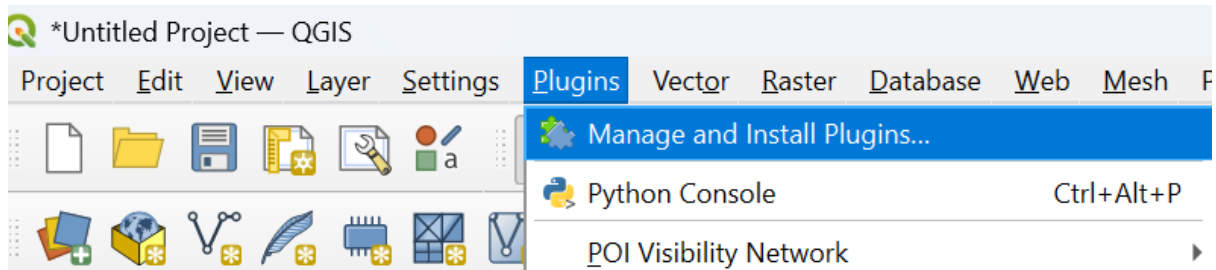 *Untitled Project — QGIS
Project Edit View Layer Settings Plugins Vector Raster Database Web Mesh P
a
Manage and Install Plugins...
Python Console Ctrl+Alt+P
POI Visibility Network